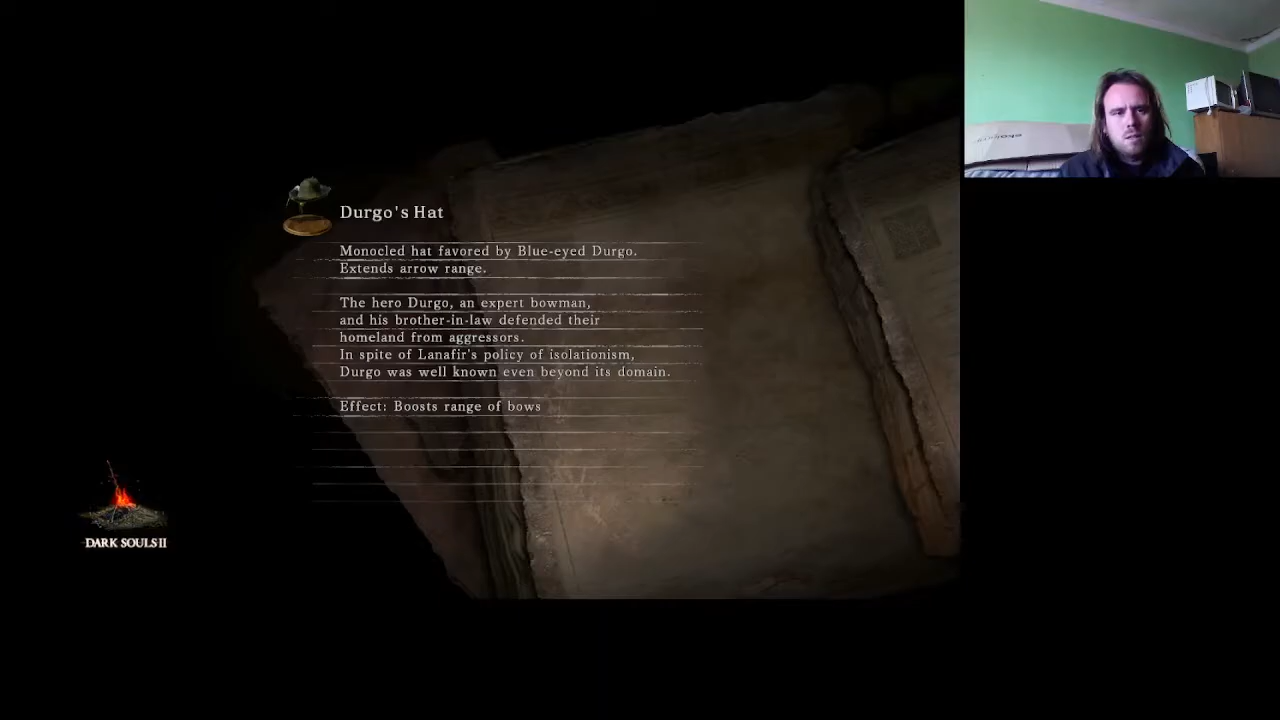 Durgo's Hat
Monocled hat favored by Blue-eyed Durgo.
Extends arrow range.
The hero Durgo, an expert bowman,
and his brother-in-law defended their
homeland from aggressors.
In spite of Lanafir's policy of isolationism,
Durgo was well known even beyond its domain.
Effect: Boosts range of bows
DARK SOULS II